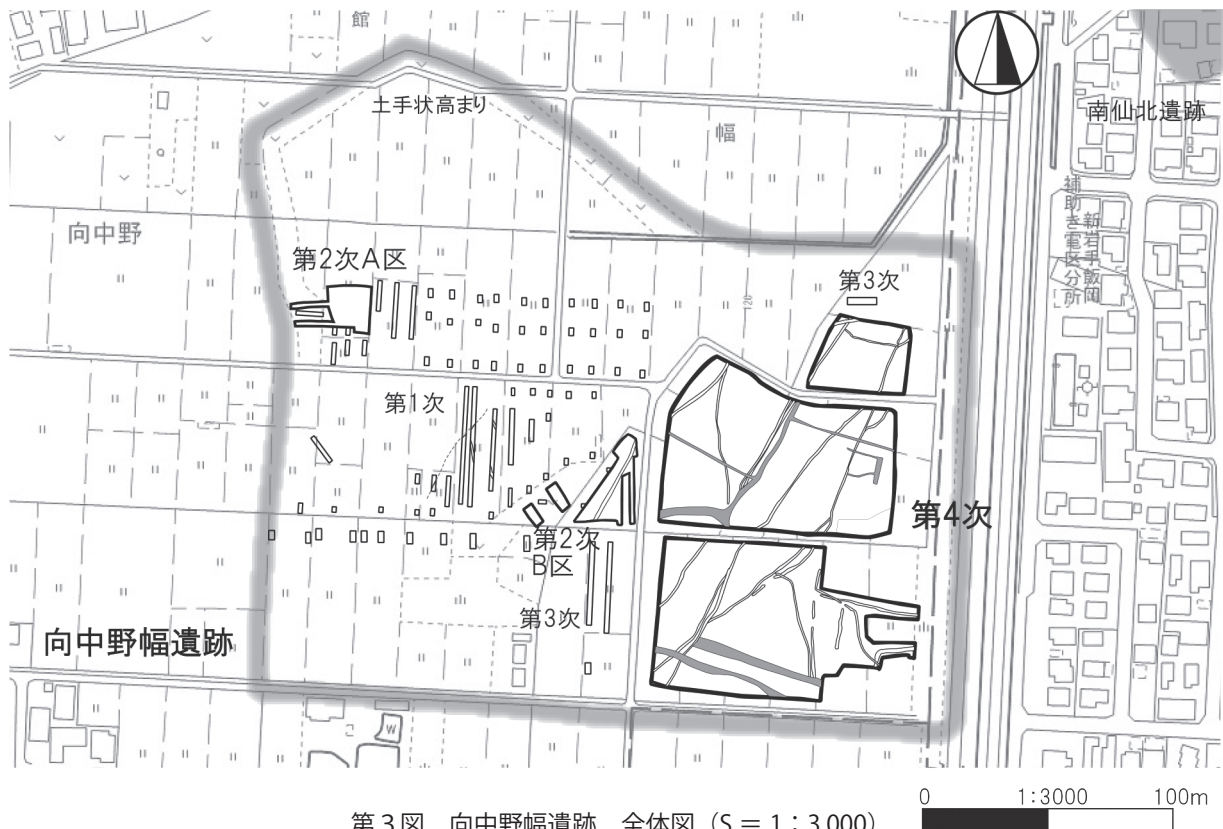 館
土手状高まり
幅
南仙北遺跡
新岩手飯岡
補助き電区分所
向中野
第2次A区
第3次
120
第1次
第4次
第2次
B区
第3次
向中野幅遺跡
W
0 1:3000 100m
第3図 向中野幅遺跡 全体図（S = 1：3,000）